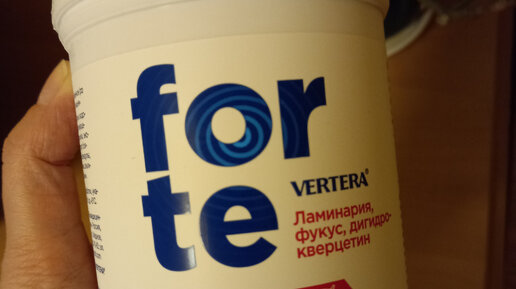 for
te
VERTERA®
Ламинария,
фукус, дигидро-
кверцетин